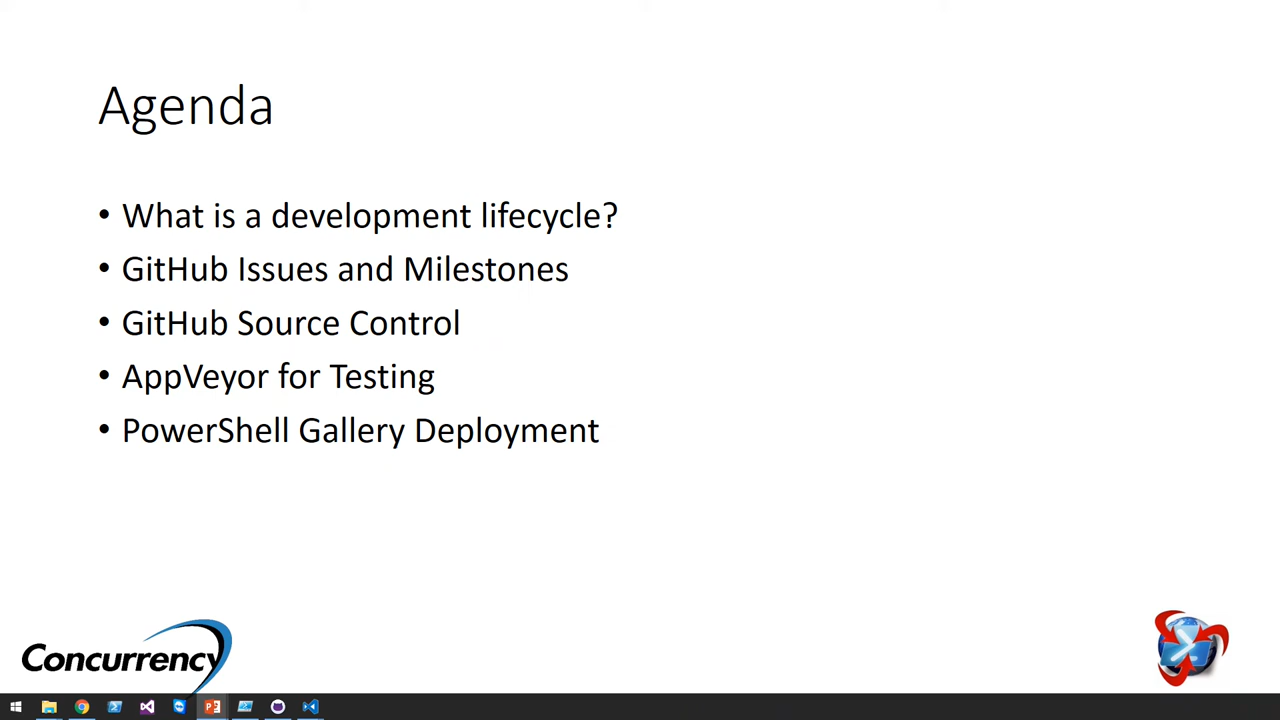 Agenda
• What is a development lifecycle?
• GitHub Issues and Milestones
• GitHub Source Control
• AppVeyor for Testing
• PowerShell Gallery Deployment
Concurrency